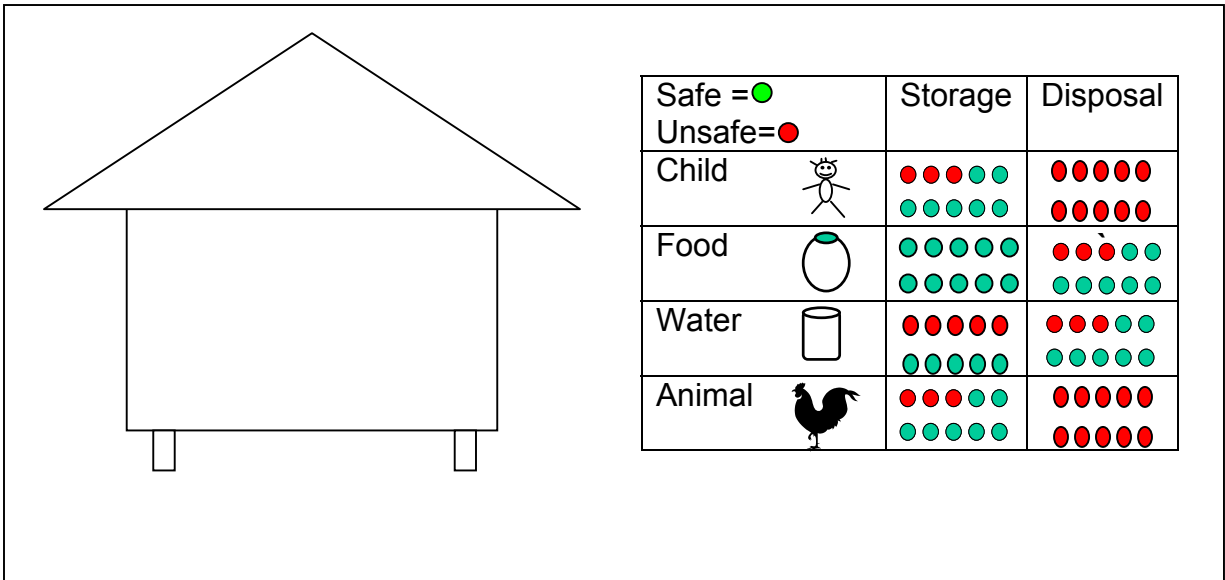 Safe =
Unsafe=
Storage
Disposal
Child
Food
Water
Animal